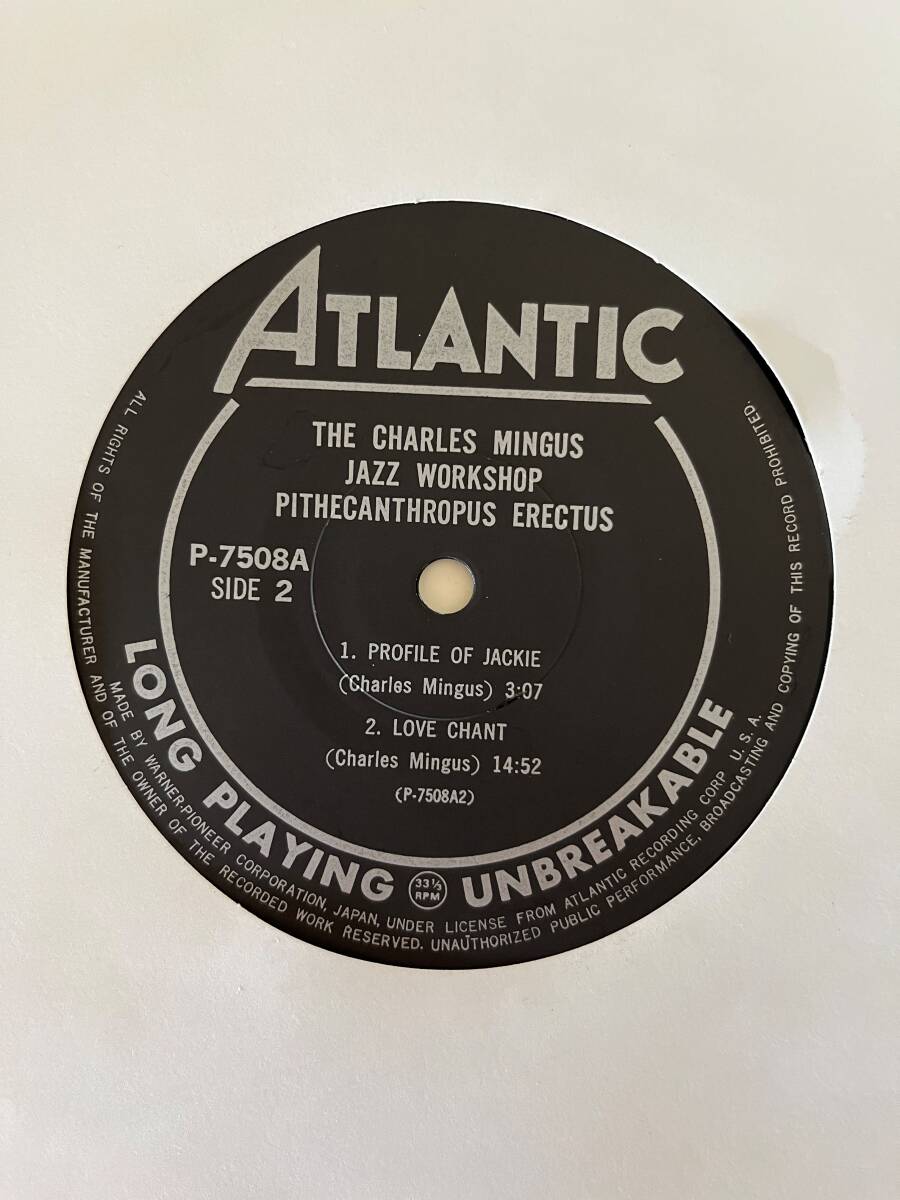 ATLANTIC
THE CHARLES MINGUS
JAZZ WORKSHOP
PITHECANTHROPUS ERECTUS
P-7508A
SIDE 2
1. PROFILE OF JACKIE
(Charles Mingus) 3:07
2. LOVE CHANT
(Charles Mingus) 14:52
(P-7508A2)
LONG PLAYING 33⅓ RPM UNBREAKABLE
MADE BY WARNER-PIONEER CORPORATION, JAPAN, UNDER LICENSE FROM ATLANTIC RECORDING CORP U.S.A.
ALL RIGHTS OF THE MANUFACTURER AND OF THE OWNER OF THE RECORDED WORK RESERVED. UNAUTHORIZED PUBLIC PERFORMANCE, BROADCASTING AND COPYING OF THIS RECORD PROHIBITED.